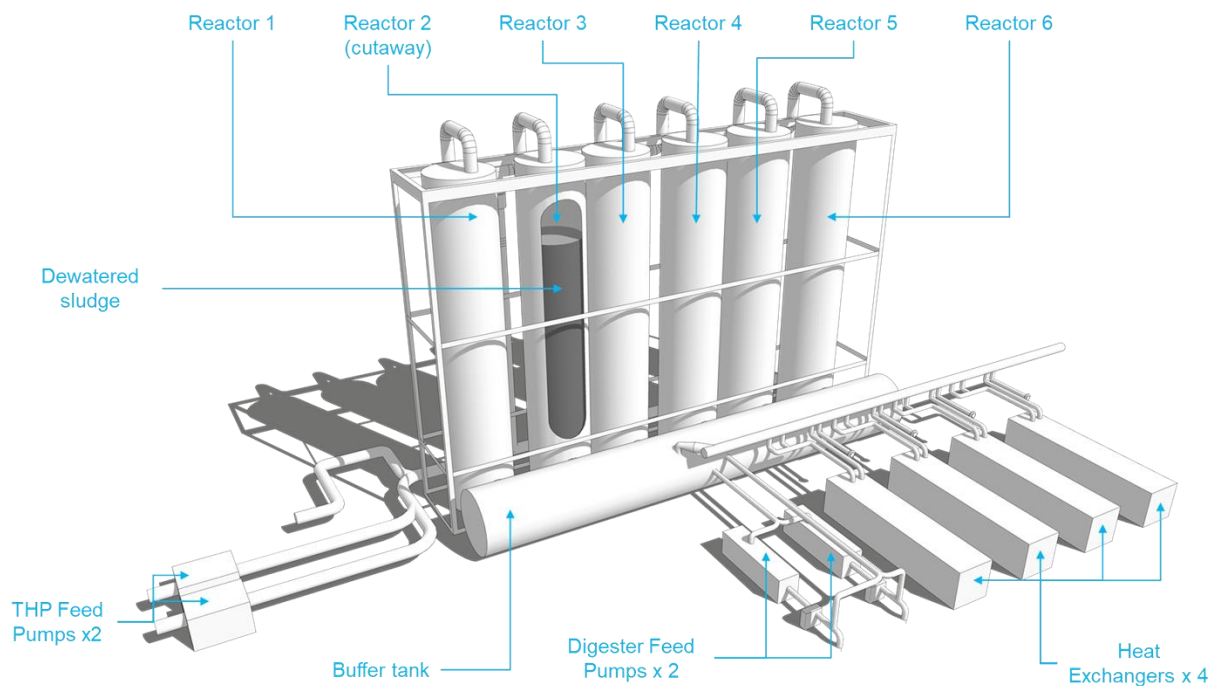 Reactor 1
Reactor 2
(cutaway)
Reactor 3
Reactor 4
Reactor 5
Reactor 6
Dewatered
sludge
THP Feed
Pumps x2
Buffer tank
Digester Feed
Pumps x 2
Heat
Exchangers x 4